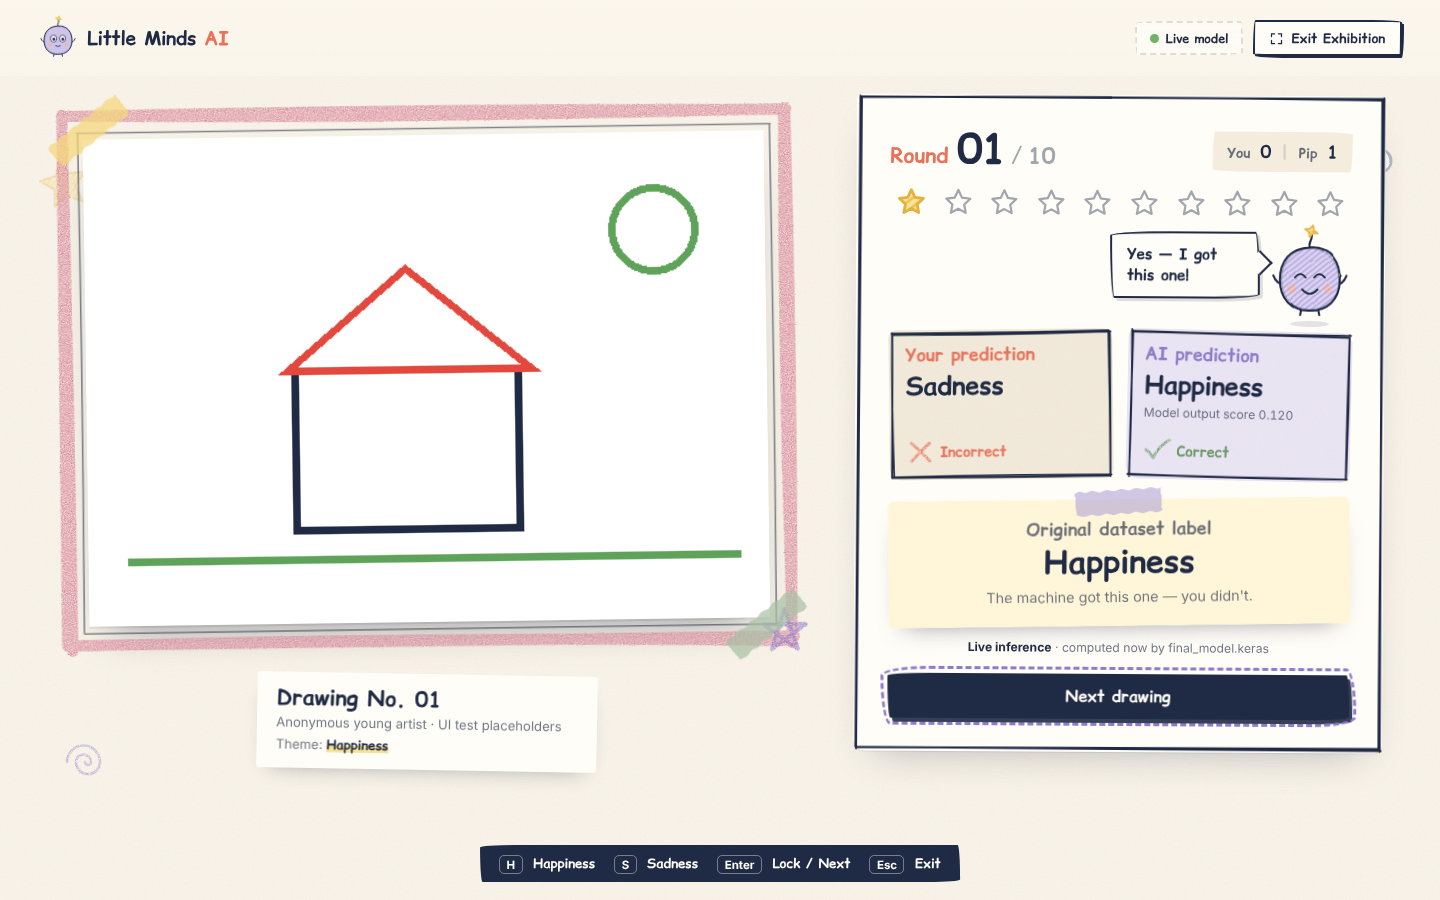 Little Minds AI
Live model
Exit Exhibition
Round 01 / 10
You 0 | Pip 1
Yes — I got
this one!
Your prediction
Sadness
Incorrect
AI prediction
Happiness
Model output score 0.120
Correct
Original dataset label
Happiness
The machine got this one — you didn't.
Live inference · computed now by final_model.keras
Next drawing
Drawing No. 01
Anonymous young artist · UI test placeholders
Theme: Happiness
H Happiness S Sadness Enter Lock / Next Esc Exit